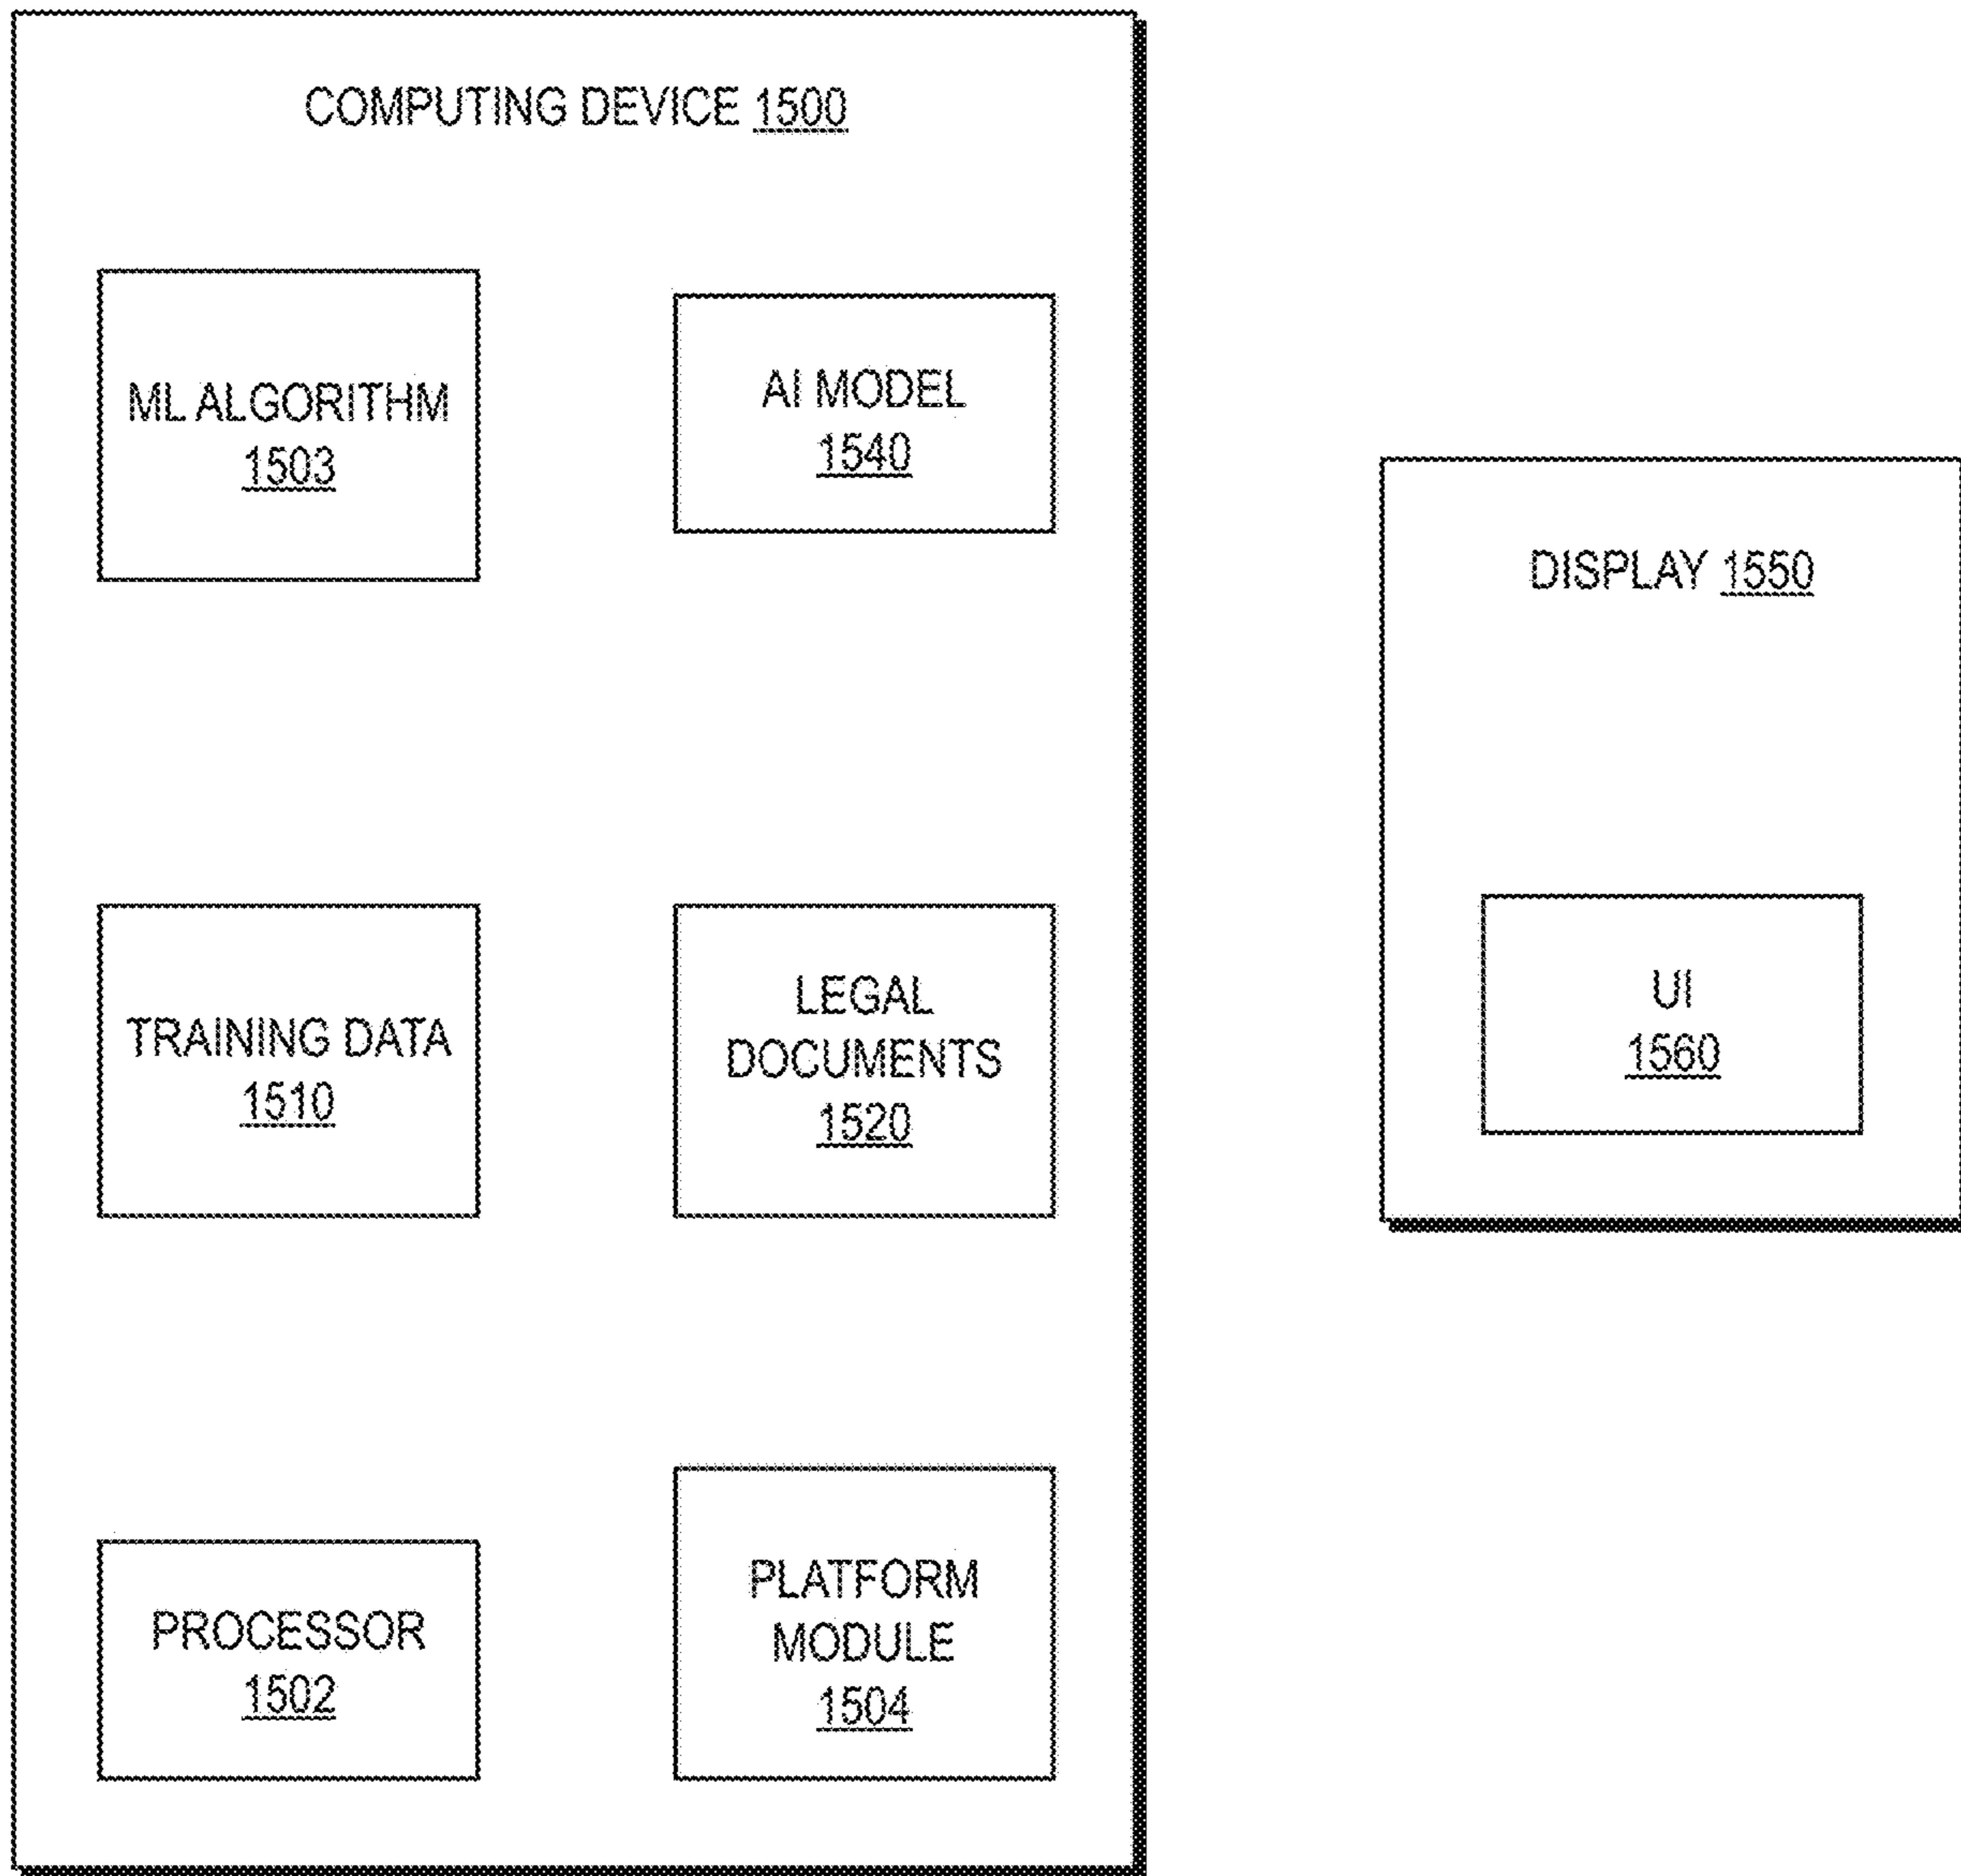 COMPUTING DEVICE 1500
ML ALGORITHM
1503
AI MODEL
1540
TRAINING DATA
1510
LEGAL
DOCUMENTS
1520
PROCESSOR
1502
PLATFORM
MODULE
1504
DISPLAY 1550
UI
1560